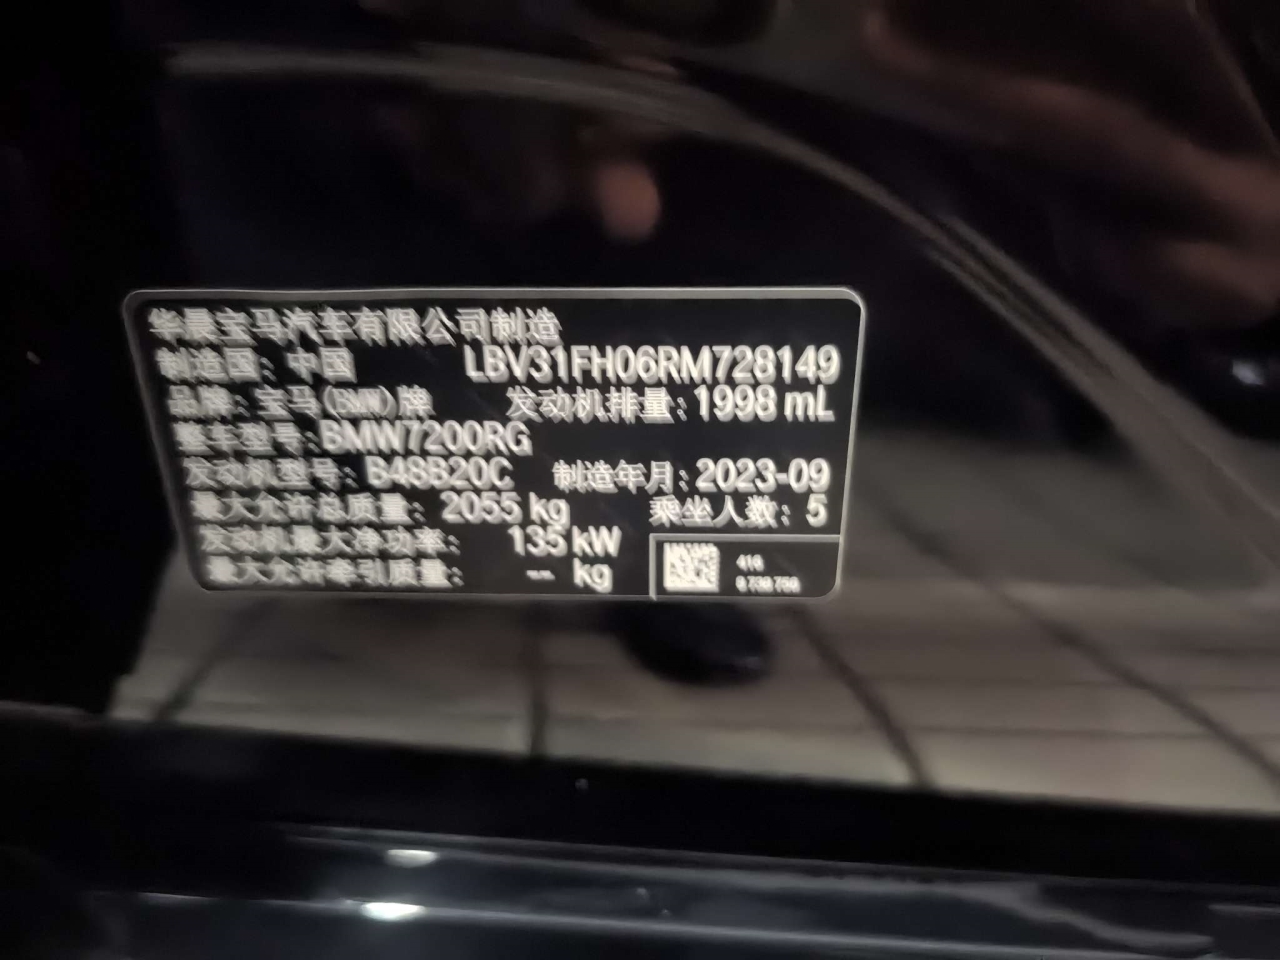 华晨宝马汽车有限公司制造
制造国：中国 LBV31FH06RM728149
品牌：宝马(BMW)牌 发动机排量：1998 mL
整车型号：BMW7200RG
发动机型号：B48B20C 制造年月：2023-09
最大允许总质量：2055 kg 乘坐人数：5
发动机最大净功率：135 kW
最大允许牵引质量：-- kg
416